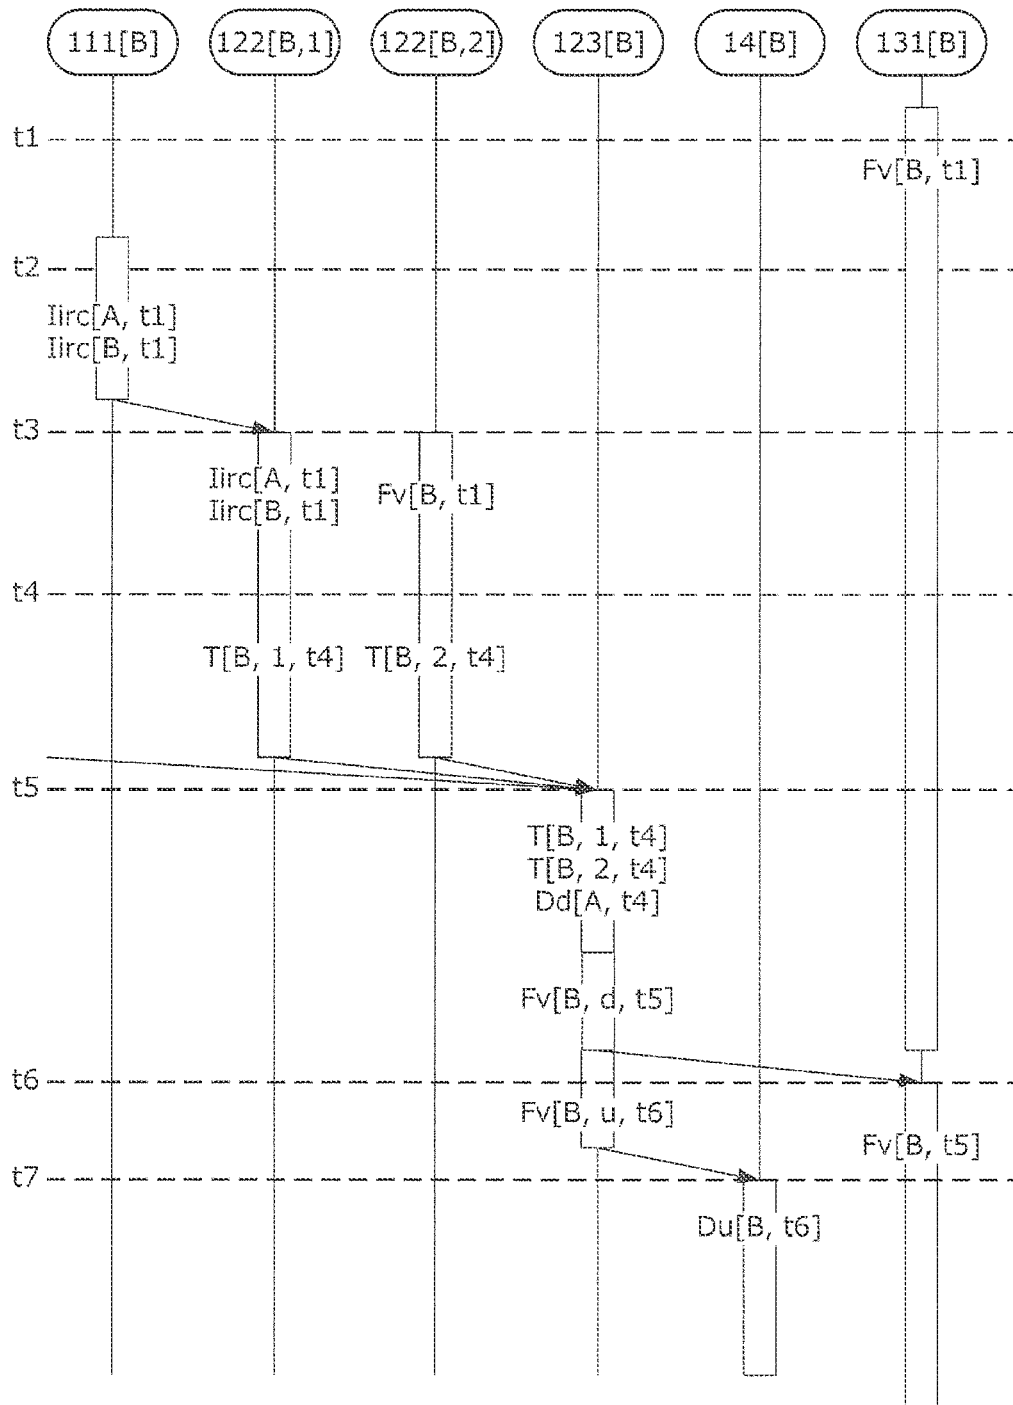 111[B] 122[B,1] 122[B,2] 123[B] 14[B] 131[B]
t1
Fv[B, t1]
t2
Iirc[A, t1]
Iirc[B, t1]
t3
Iirc[A, t1]
Iirc[B, t1]
Fv[B, t1]
t4
T[B, 1, t4] T[B, 2, t4]
t5
T[B, 1, t4]
T[B, 2, t4]
Dd[A, t4]
Fv[B, d, t5]
t6
Fv[B, u, t6]
Fv[B, t5]
t7
Du[B, t6]